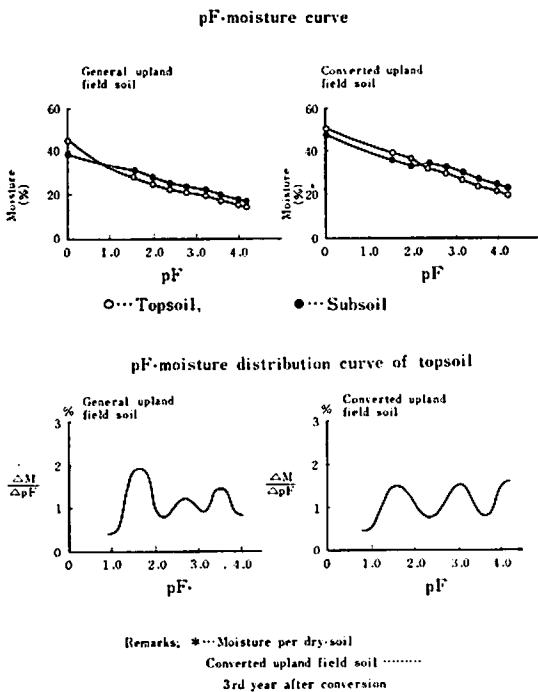 pF-moisture curve
General upland
field soil
Converted upland
field soil
60
40
20
0
Moisture
(%)
0 1.0 2.0 3.0 4.0
pF
60
40
20
0
Moisture
(%)
0 1.0 2.0 3.0 4.0
pF
○···Topsoil, ●···Subsoil
pF-moisture distribution curve of topsoil
% General upland
field soil
3
2
1
0
ΔM
ΔpF
0 1.0 2.0 3.0 4.0
pF
% Converted upland
field soil
3
2
1
0
ΔM
ΔpF
0 1.0 2.0 3.0 4.0
pF
Remarks; *···Moisture per dry-soil
Converted upland field soil ········
3rd year after conversion